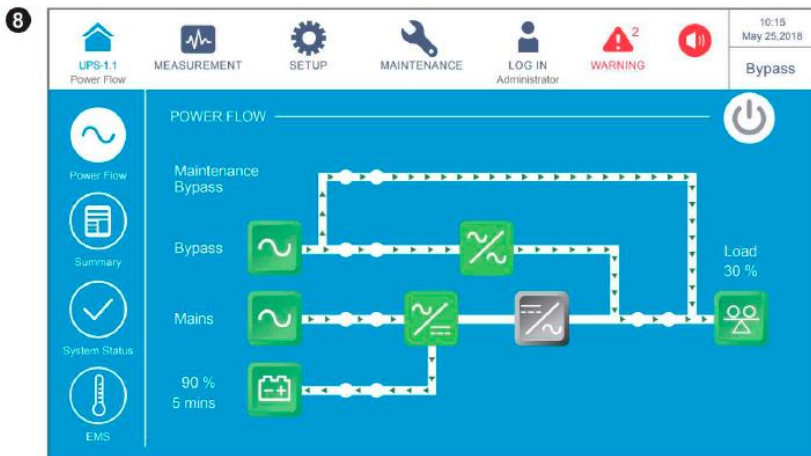 8
UPS-1.1
Power Flow
MEASUREMENT
SETUP
MAINTENANCE
LOG IN
Administrator
2
WARNING
10:15
May 25,2018
Bypass
POWER FLOW
Power Flow
Summary
System Status
EMS
Maintenance
Bypass
Bypass
Mains
90 %
5 mins
Load
30 %